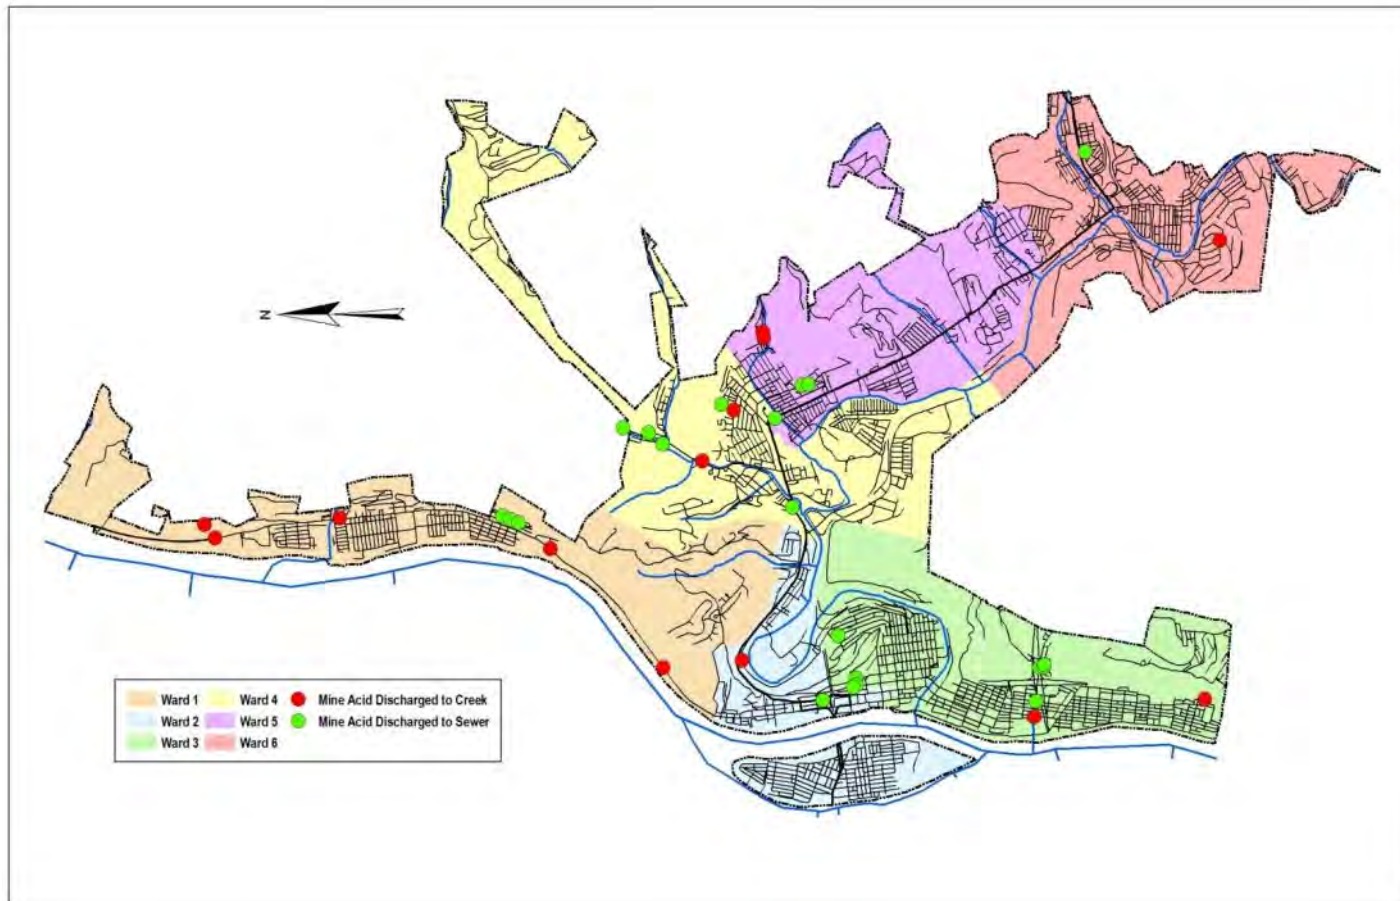 N
Ward 1 Ward 4 Mine Acid Discharged to Creek
Ward 2 Ward 5 Mine Acid Discharged to Sewer
Ward 3 Ward 6